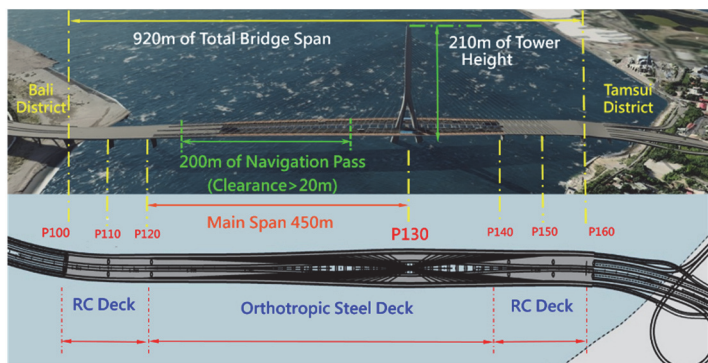 920m of Total Bridge Span
210m of Tower
Height
Bali
District
Tamsui
District
200m of Navigation Pass
(Clearance>20m)
Main Span 450m
P100
P110
P120
P130
P140
P150
P160
RC Deck
Orthotropic Steel Deck
RC Deck